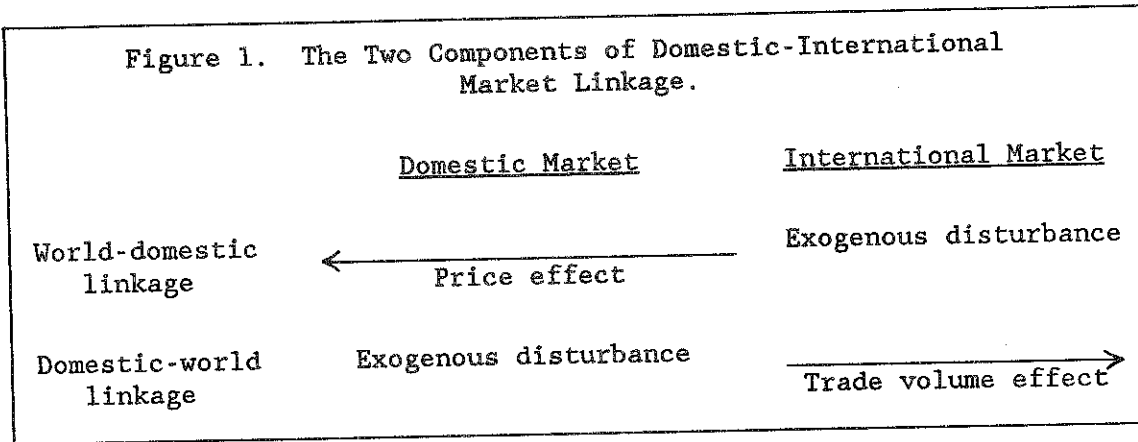 Figure 1. The Two Components of Domestic-International
Market Linkage.
Domestic Market International Market
World-domestic
linkage
Exogenous disturbance
Price effect
Domestic-world
linkage
Exogenous disturbance
Trade volume effect